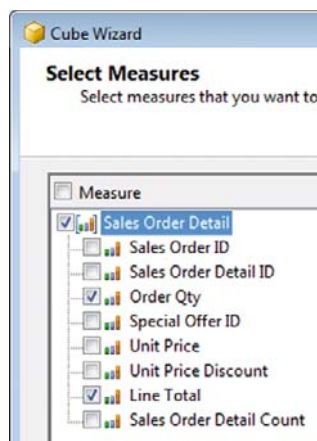 Cube Wizard
Select Measures
Select measures that you want to
Measure
Sales Order Detail
Sales Order ID
Sales Order Detail ID
Order Qty
Special Offer ID
Unit Price
Unit Price Discount
Line Total
Sales Order Detail Count